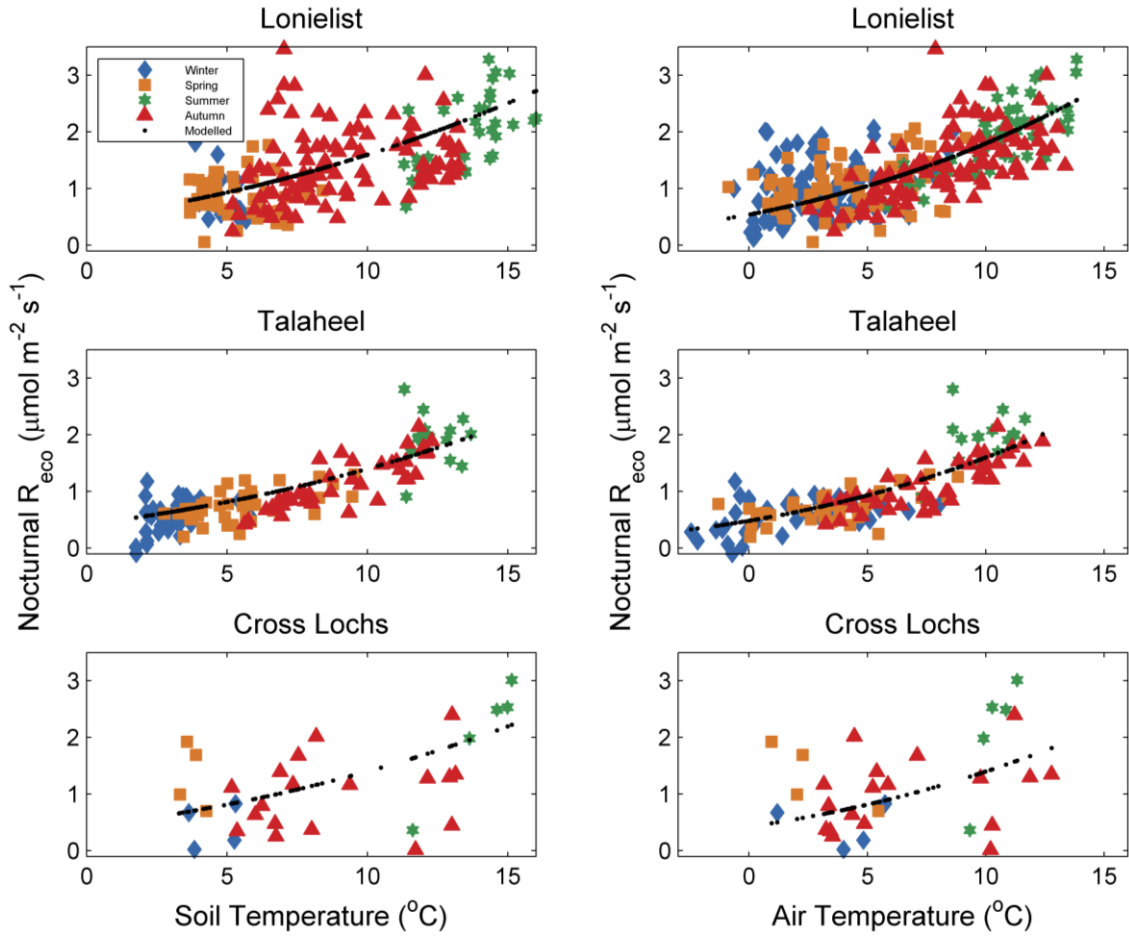 Lonielist
Lonielist
Winter
Spring
Summer
Autumn
Modelled
3
2
1
0
0 5 10 15
3
2
1
0
0 5 10 15
Talaheel
Talaheel
Nocturnal R_eco (μmol m⁻² s⁻¹)
3
2
1
0
0 5 10 15
Nocturnal R_eco (μmol m⁻² s⁻¹)
3
2
1
0
0 5 10 15
Cross Lochs
Cross Lochs
3
2
1
0
0 5 10 15
3
2
1
0
0 5 10 15
Soil Temperature (°C)
Air Temperature (°C)